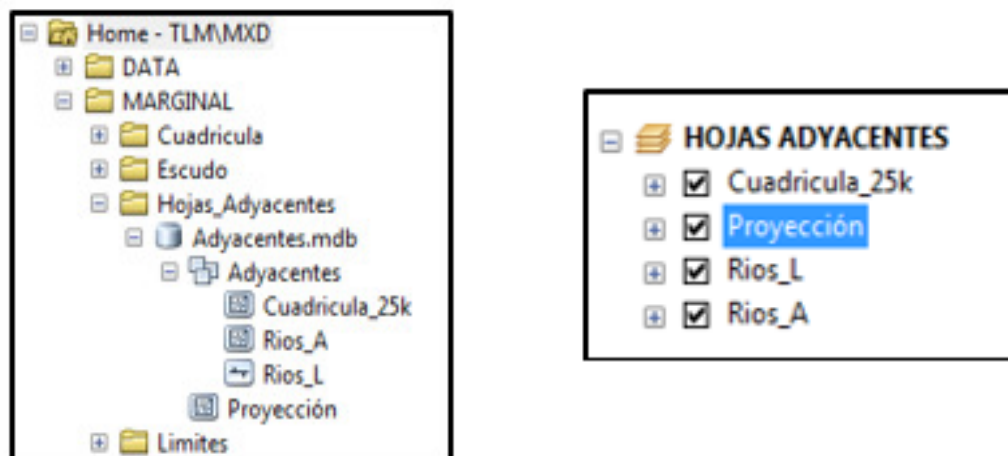 Home - TLM\MXD
DATA
MARGINAL
Cuadricula
Escudo
Hojas_Adyacentes
Adyacentes.mdb
Adyacentes
Cuadricula_25k
Rios_A
Rios_L
Proyección
Limites
HOJAS ADYACENTES
Cuadricula_25k
Proyección
Rios_L
Rios_A